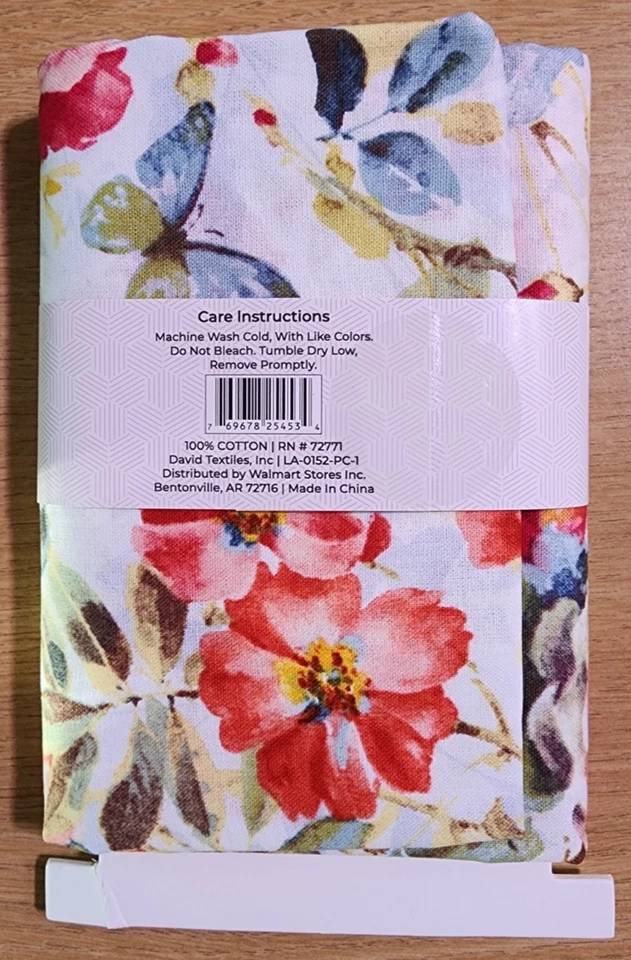 Care Instructions
Machine Wash Cold, With Like Colors.
Do Not Bleach. Tumble Dry Low,
Remove Promptly.
7 69678 25453 4
100% COTTON | RN # 72771
David Textiles, Inc | LA-0152-PC-1
Distributed by Walmart Stores Inc.
Bentonville, AR 72716 | Made In China